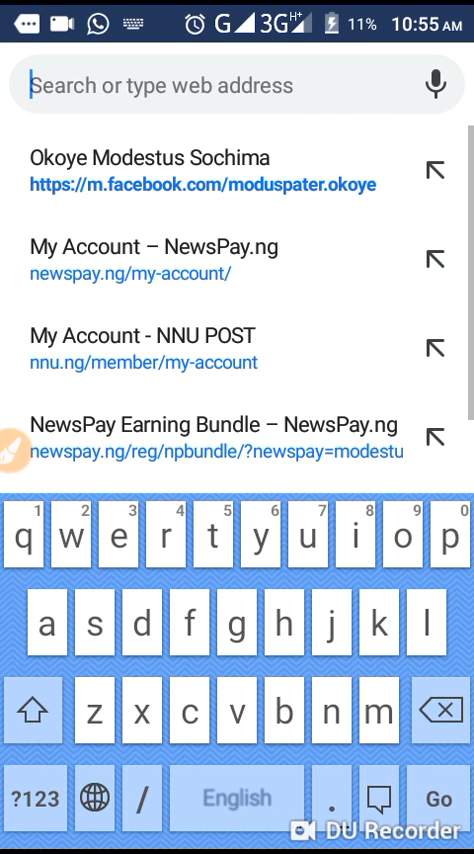 G 3G H+ 11% 10:55 AM
Search or type web address
Okoye Modestus Sochima
https://m.facebook.com/moduspater.okoye
My Account – NewsPay.ng
newspay.ng/my-account/
My Account - NNU POST
nnu.ng/member/my-account
NewsPay Earning Bundle – NewsPay.ng
newspay.ng/reg/npbundle/?newspay=modestu
1 2 3 4 5 6 7 8 9 0
q w e r t y u i o p
a s d f g h j k l
z x c v b n m
?123 / English . Go
DU Recorder